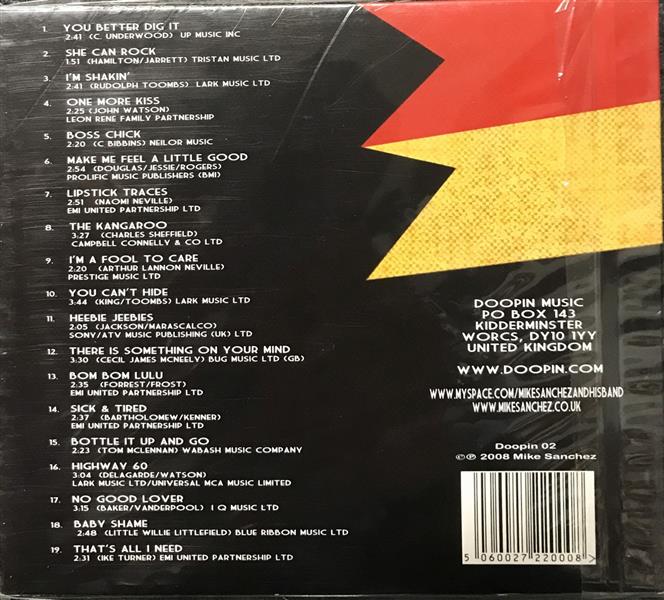 1. YOU BETTER DIG IT
2:41 (C. UNDERWOOD) UP MUSIC INC
2. SHE CAN ROCK
1.51 (HAMILTON/JARRETT) TRISTAN MUSIC LTD
3. I'M SHAKIN'
2:41 (RUDOLPH TOOMBS) LARK MUSIC LTD
4. ONE MORE KISS
2.25 (JOHN WATSON)
LEON RENE FAMILY PARTNERSHIP
5. BOSS CHICK
2.20 (C BIBBINS) NEILOR MUSIC
6. MAKE ME FEEL A LITTLE GOOD
2:54 (DOUGLAS/JESSIE/ROGERS)
PROLIFIC MUSIC PUBLISHERS (BMI)
7. LIPSTICK TRACES
2:51 (NAOMI NEVILLE)
EMI UNITED PARTNERSHIP LTD
8. THE KANGAROO
3.27 (CHARLES SHEFFIELD)
CAMPBELL CONNELLY & CO LTD
9. I'M A FOOL TO CARE
2:20 (ARTHUR LANNON NEVILLE)
PRESTIGE MUSIC LTD
10. YOU CAN'T HIDE
3:44 (KING/TOOMBS) LARK MUSIC LTD
11. HEEBIE JEEBIES
2.05 (JACKSON/MARASCALCO)
SONY/ATV MUSIC PUBLISHING (UK) LTD
12. THERE IS SOMETHING ON YOUR MIND
3.30 (CECIL JAMES MCNEELY) BUG MUSIC LTD (GB)
13. BOM BOM LULU
2:35 (FORREST/FROST)
EMI UNITED PARTNERSHIP LTD
14. SICK & TIRED
2:37 (BARTHOLOMEW/KENNER)
EMI UNITED PARTNERSHIP LTD
15. BOTTLE IT UP AND GO
2:23 (TOM MCLENNAN) WABASH MUSIC COMPANY
16. HIGHWAY 60
3:04 (DELAGARDE/WATSON)
LARK MUSIC LTD/UNIVERSAL MCA MUSIC LIMITED
17. NO GOOD LOVER
3.15 (BAKER/VANDERPOOL) I Q MUSIC LTD
18. BABY SHAME
2:48 (LITTLE WILLIE LITTLEFIELD) BLUE RIBBON MUSIC LTD
19. THAT'S ALL I NEED
2:31 (IKE TURNER) EMI UNITED PARTNERSHIP LTD
DOOPIN MUSIC
PO BOX 143
KIDDERMINSTER
WORCS, DY10 1YY
UNITED KINGDOM
WWW.DOOPIN.COM
WWW.MYSPACE.COM/MIKESANCHEZANDHISBAND
WWW.MIKESANCHEZ.CO.UK
Doopin 02
©℗ 2008 Mike Sanchez
5 060027 220008 >